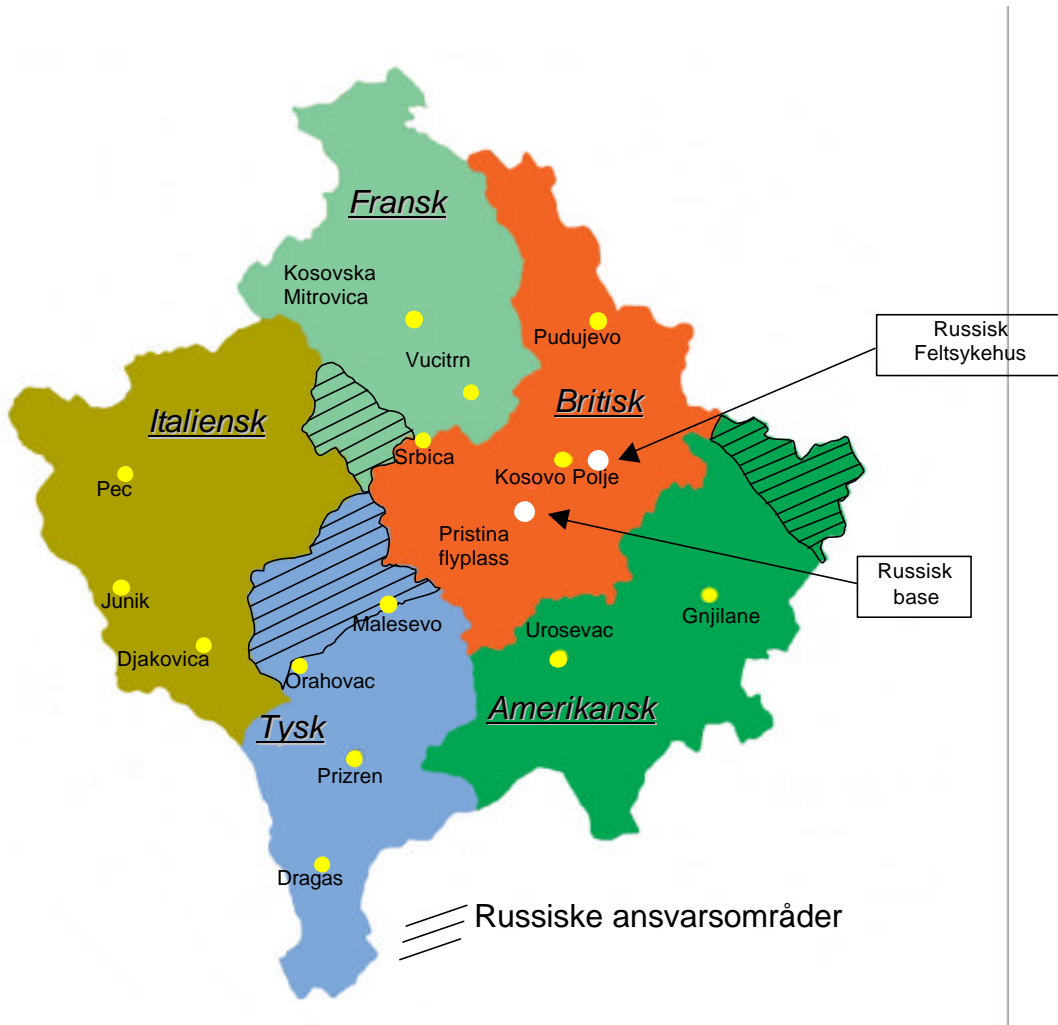 Fransk
Kosovska
Mitrovica
Vucitrn
Pudujevo
Russisk
Feltsykehus
Italiensk
Britisk
Srbica
Kosovo Polje
Pec
Pristina
flyplass
Russisk
base
Junik
Malesevo
Urosevac
Gnjilane
Djakovica
Orahovac
Tysk
Amerikansk
Prizren
Dragas
Russiske ansvarsområder